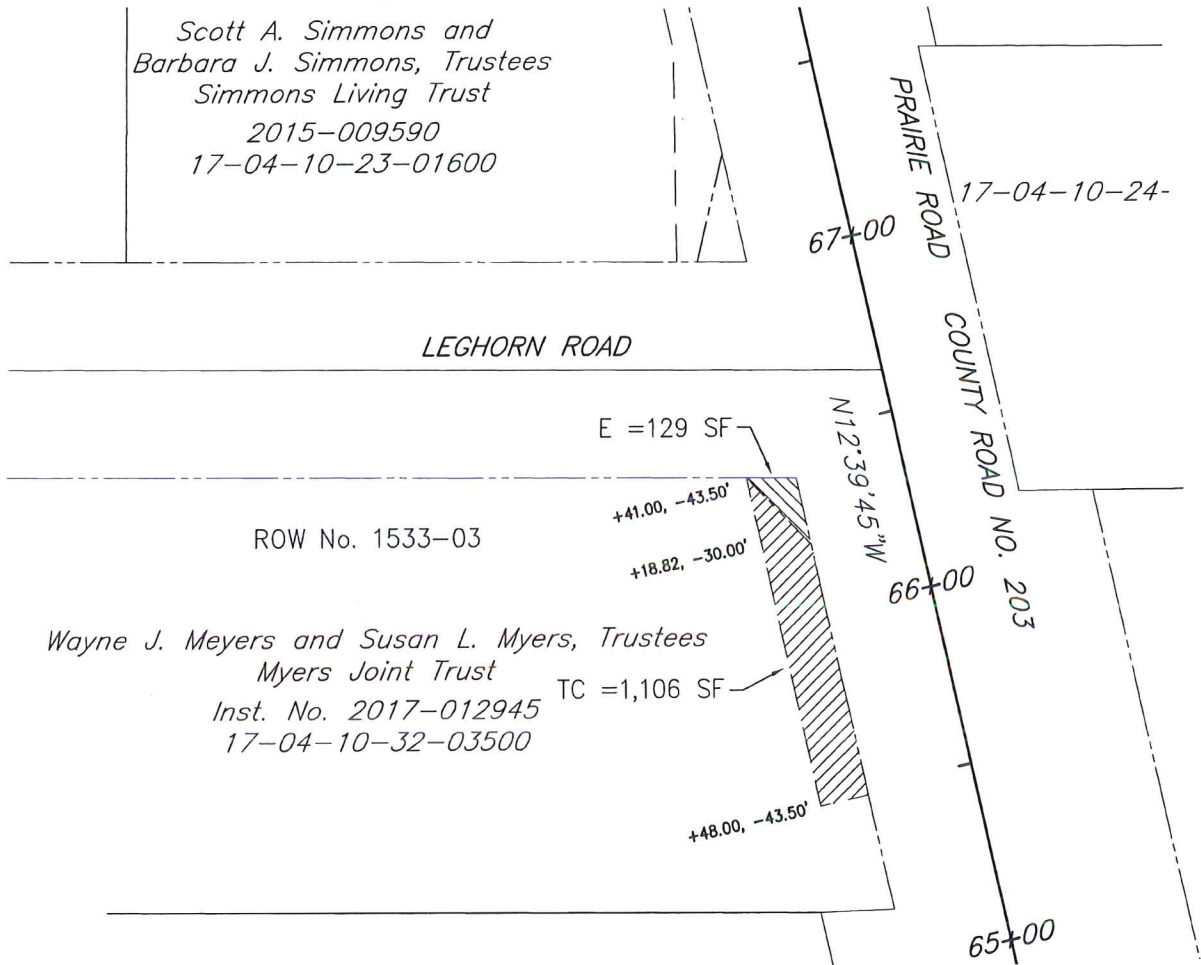 Scott A. Simmons and
Barbara J. Simmons, Trustees
Simmons Living Trust
2015-009590
17-04-10-23-01600
PRAIRIE ROAD COUNTY ROAD NO. 203
17-04-10-24-
67+00
LEGHORN ROAD
N12°39'45"W
E =129 SF
+41.00, -43.50'
ROW No. 1533-03
+18.82, -30.00'
66+00
Wayne J. Meyers and Susan L. Myers, Trustees
Myers Joint Trust
TC =1,106 SF
Inst. No. 2017-012945
17-04-10-32-03500
+48.00, -43.50'
65+00